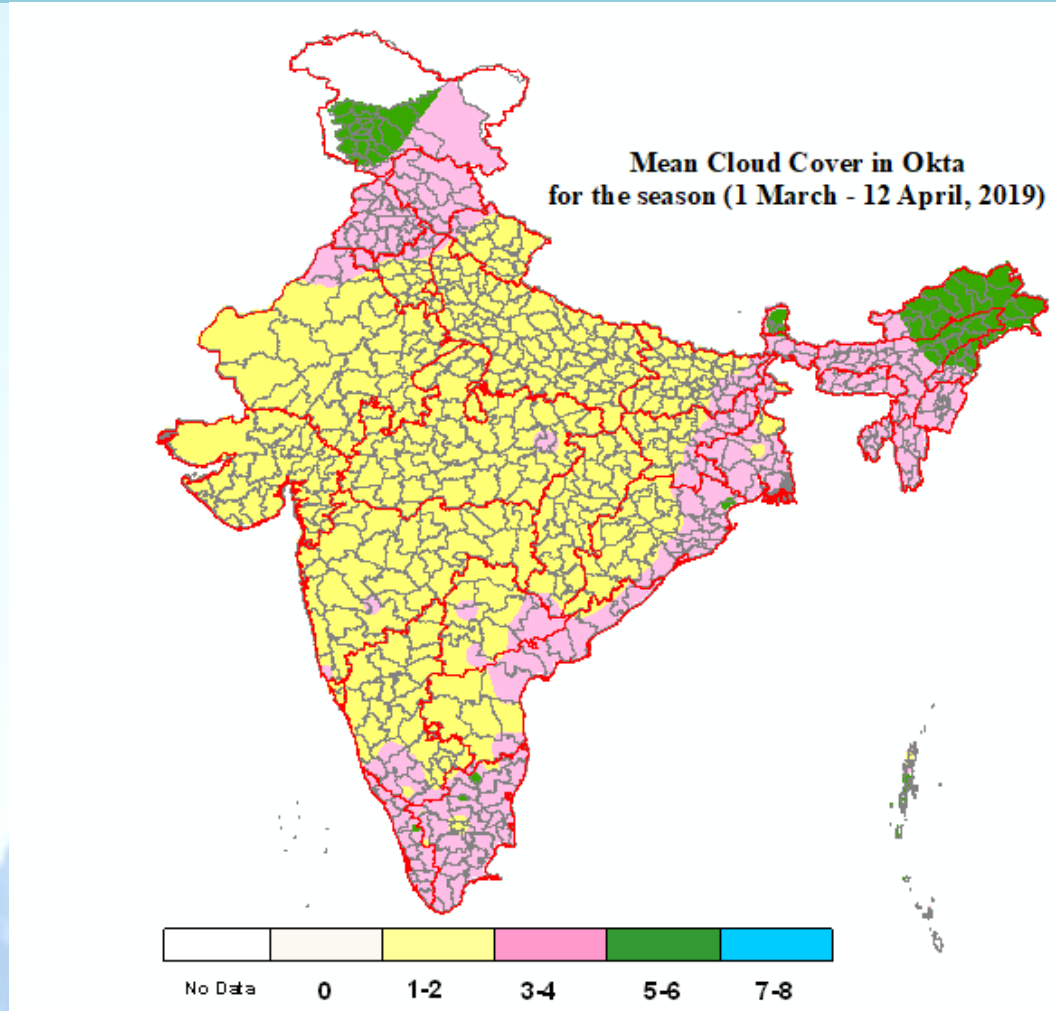 Mean Cloud Cover in Okta
for the season (1 March - 12 April, 2019)
No Data 0 1-2 3-4 5-6 7-8